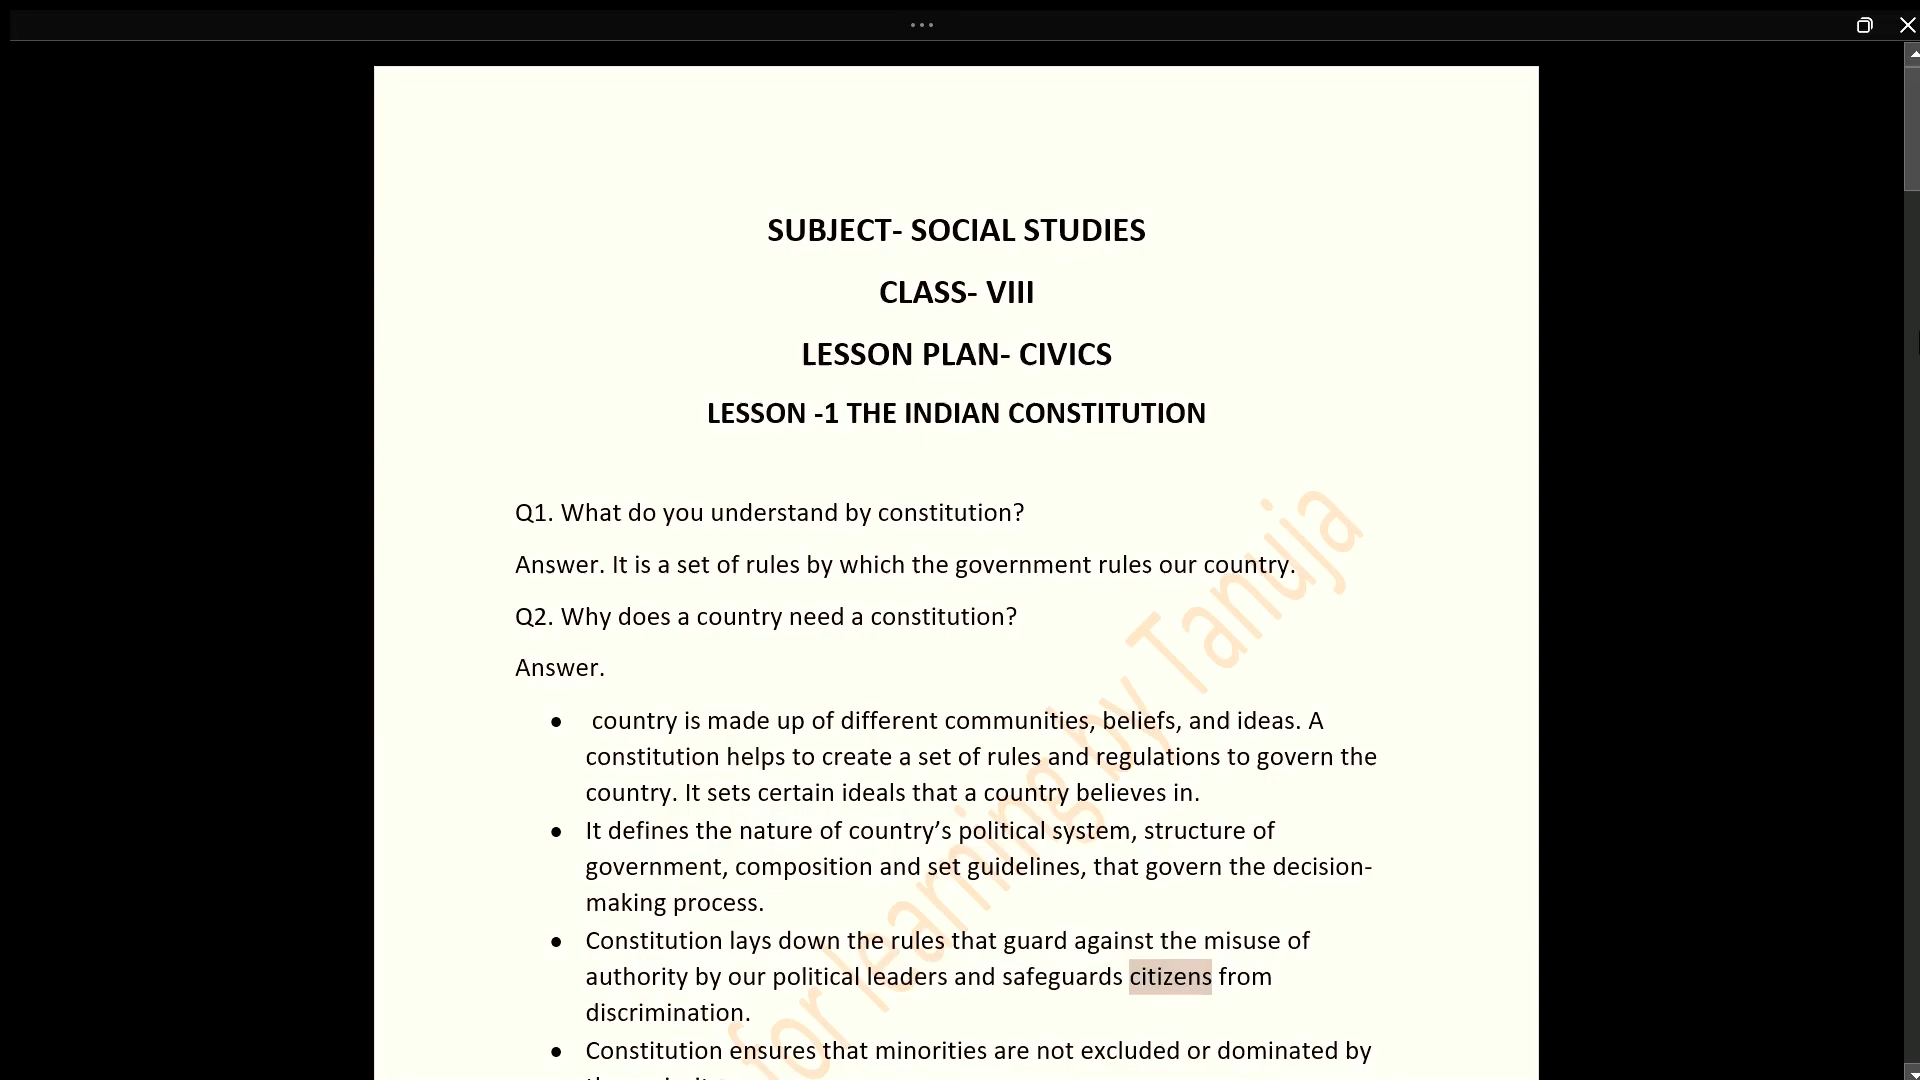 SUBJECT- SOCIAL STUDIES
CLASS- VIII
LESSON PLAN- CIVICS
LESSON -1 THE INDIAN CONSTITUTION
Q1. What do you understand by constitution?
Answer. It is a set of rules by which the government rules our country.
Q2. Why does a country need a constitution?
Answer.
• country is made up of different communities, beliefs, and ideas. A
constitution helps to create a set of rules and regulations to govern the
country. It sets certain ideals that a country believes in.
• It defines the nature of country’s political system, structure of
government, composition and set guidelines, that govern the decision-
making process.
• Constitution lays down the rules that guard against the misuse of
authority by our political leaders and safeguards citizens from
discrimination.
• Constitution ensures that minorities are not excluded or dominated by
for learning by Tanuja